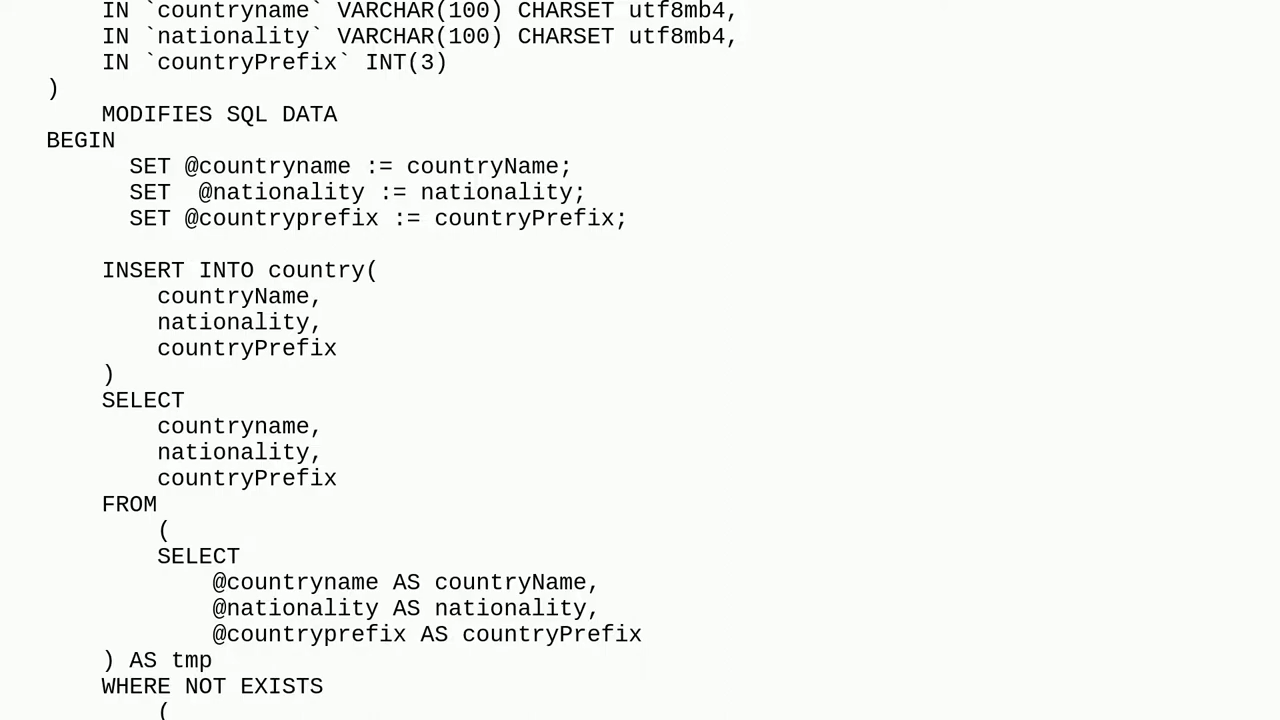 IN `countryname` VARCHAR(100) CHARSET utf8mb4,
IN `nationality` VARCHAR(100) CHARSET utf8mb4,
IN `countryPrefix` INT(3)
)
MODIFIES SQL DATA
BEGIN
SET @countryname := countryName;
SET  @nationality := nationality;
SET @countryprefix := countryPrefix;
INSERT INTO country(
countryName,
nationality,
countryPrefix
)
SELECT
countryname,
nationality,
countryPrefix
FROM
(
SELECT
@countryname AS countryName,
@nationality AS nationality,
@countryprefix AS countryPrefix
) AS tmp
WHERE NOT EXISTS
(